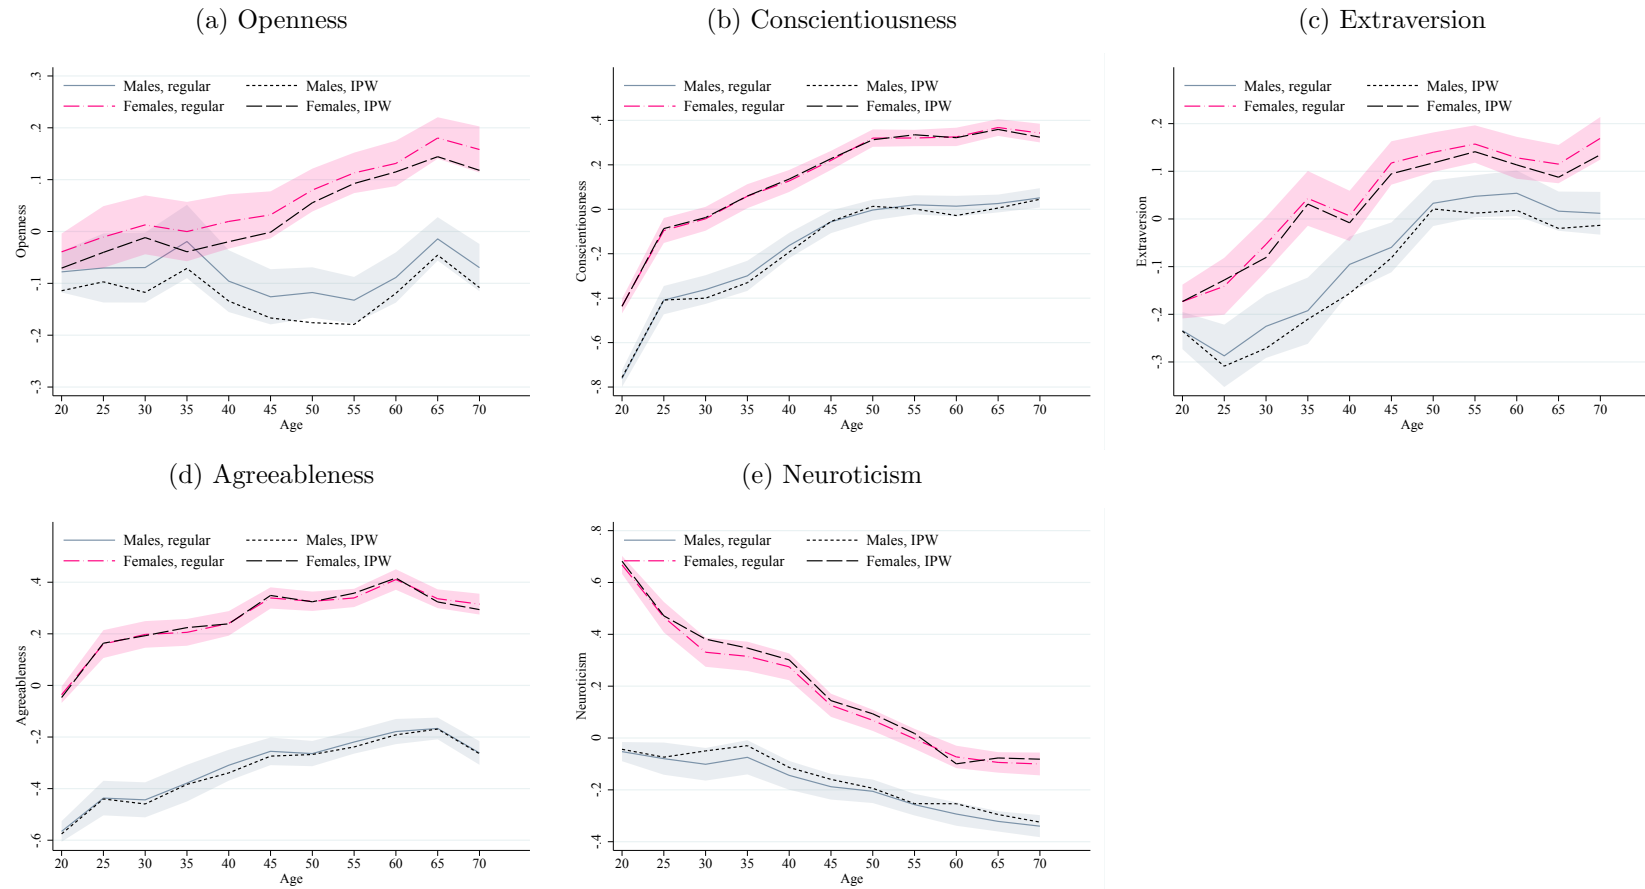 (a) Openness
Males, regular Males, IPW
Females, regular Females, IPW
Openness
.3
.2
.1
0
-.1
-.2
-.3
20 25 30 35 40 45 50 55 60 65 70
Age
(b) Conscientiousness
Males, regular Males, IPW
Females, regular Females, IPW
Conscientiousness
.4
.2
0
-.2
-.4
-.6
-.8
20 25 30 35 40 45 50 55 60 65 70
Age
(c) Extraversion
Males, regular Males, IPW
Females, regular Females, IPW
Extraversion
.2
.1
0
-.1
-.2
-.3
20 25 30 35 40 45 50 55 60 65 70
Age
(d) Agreeableness
Males, regular Males, IPW
Females, regular Females, IPW
Agreeableness
.4
.2
0
-.2
-.4
-.6
20 25 30 35 40 45 50 55 60 65 70
Age
(e) Neuroticism
Males, regular Males, IPW
Females, regular Females, IPW
Neuroticism
.8
.6
.4
.2
0
-.2
-.4
20 25 30 35 40 45 50 55 60 65 70
Age